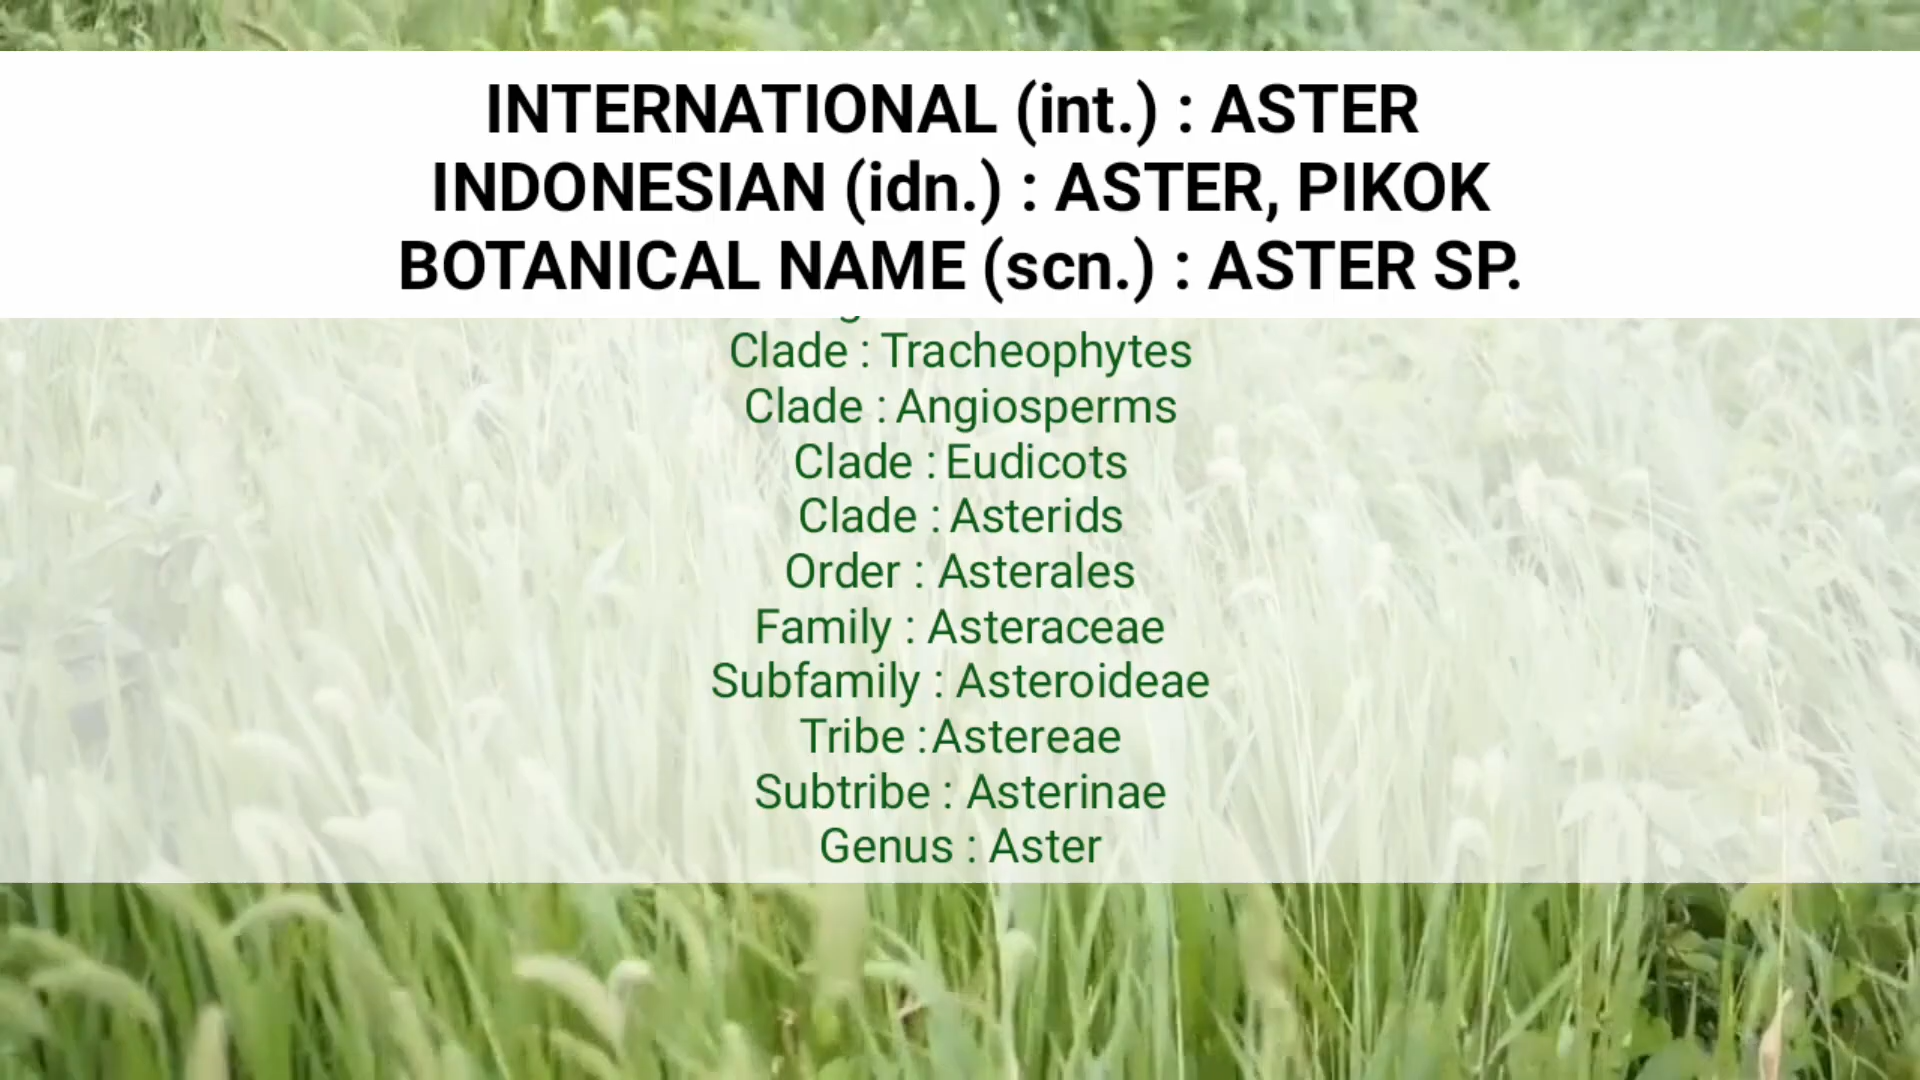 INTERNATIONAL (int.) : ASTER
INDONESIAN (idn.) : ASTER, PIKOK
BOTANICAL NAME (scn.) : ASTER SP.
Clade : Tracheophytes
Clade : Angiosperms
Clade : Eudicots
Clade : Asterids
Order : Asterales
Family : Asteraceae
Subfamily : Asteroideae
Tribe : Astereae
Subtribe : Asterinae
Genus : Aster